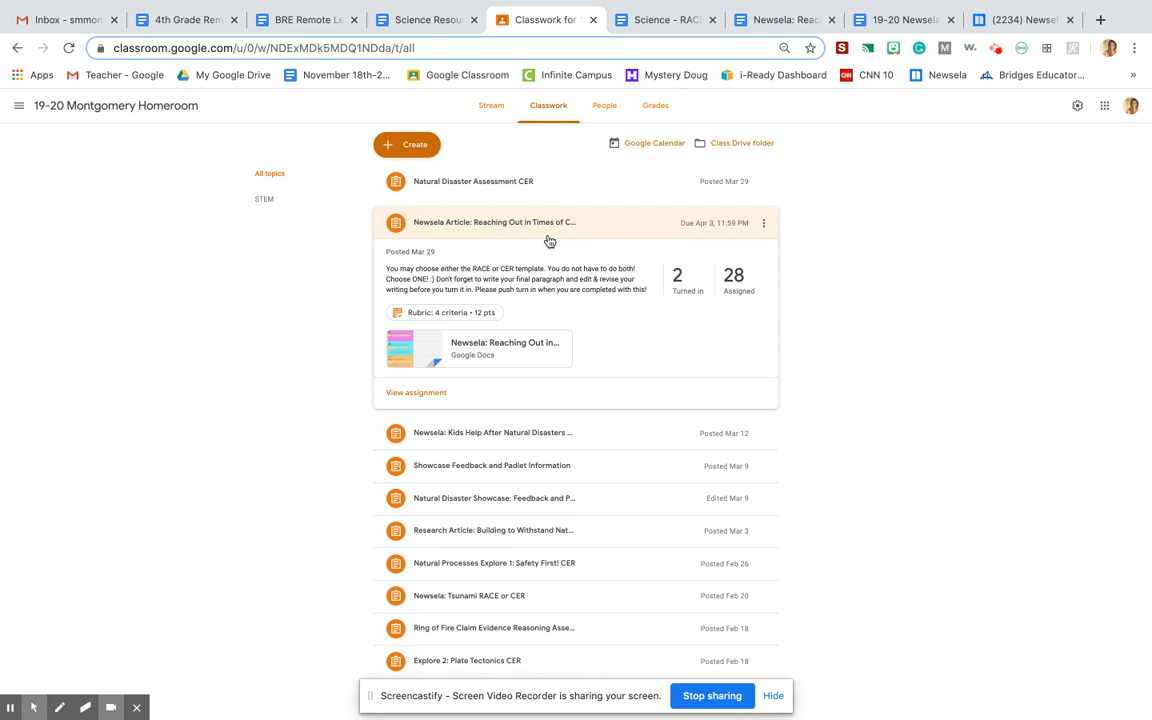 Inbox - smmon
4th Grade Rem
BRE Remote Le
Science Resou
Classwork for
Science - RAC
Newsela: Reac
19-20 Newsela
(2234) Newsel
classroom.google.com/u/0/w/NDExMDk5MDQ1NDda/t/all
Apps
Teacher - Google
My Google Drive
November 18th-2...
Google Classroom
Infinite Campus
Mystery Doug
i-Ready Dashboard
CNN 10
Newsela
Bridges Educator...
19-20 Montgomery Homeroom
Stream
Classwork
People
Grades
Create
Google Calendar
Class Drive folder
All topics
STEM
Natural Disaster Assessment CER
Posted Mar 29
Newsela Article: Reaching Out in Times of C...
Due Apr 3, 11:59 PM
Posted Mar 29
You may choose either the RACE or CER template. You do not have to do both!
Choose ONE! :) Don't forget to write your final paragraph and edit & revise your
writing before you turn it in. Please push turn in when you are completed with this!
2
Turned in
28
Assigned
Rubric: 4 criteria • 12 pts
Newsela: Reaching Out in...
Google Docs
View assignment
Newsela: Kids Help After Natural Disasters ...
Posted Mar 12
Showcase Feedback and Padlet Information
Posted Mar 9
Natural Disaster Showcase: Feedback and P...
Edited Mar 9
Research Article: Building to Withstand Nat...
Posted Mar 3
Natural Processes Explore 1: Safety First! CER
Posted Feb 26
Newsela: Tsunami RACE or CER
Posted Feb 20
Ring of Fire Claim Evidence Reasoning Asse...
Posted Feb 18
Explore 2: Plate Tectonics CER
Posted Feb 18
Screencastify - Screen Video Recorder is sharing your screen.
Stop sharing
Hide